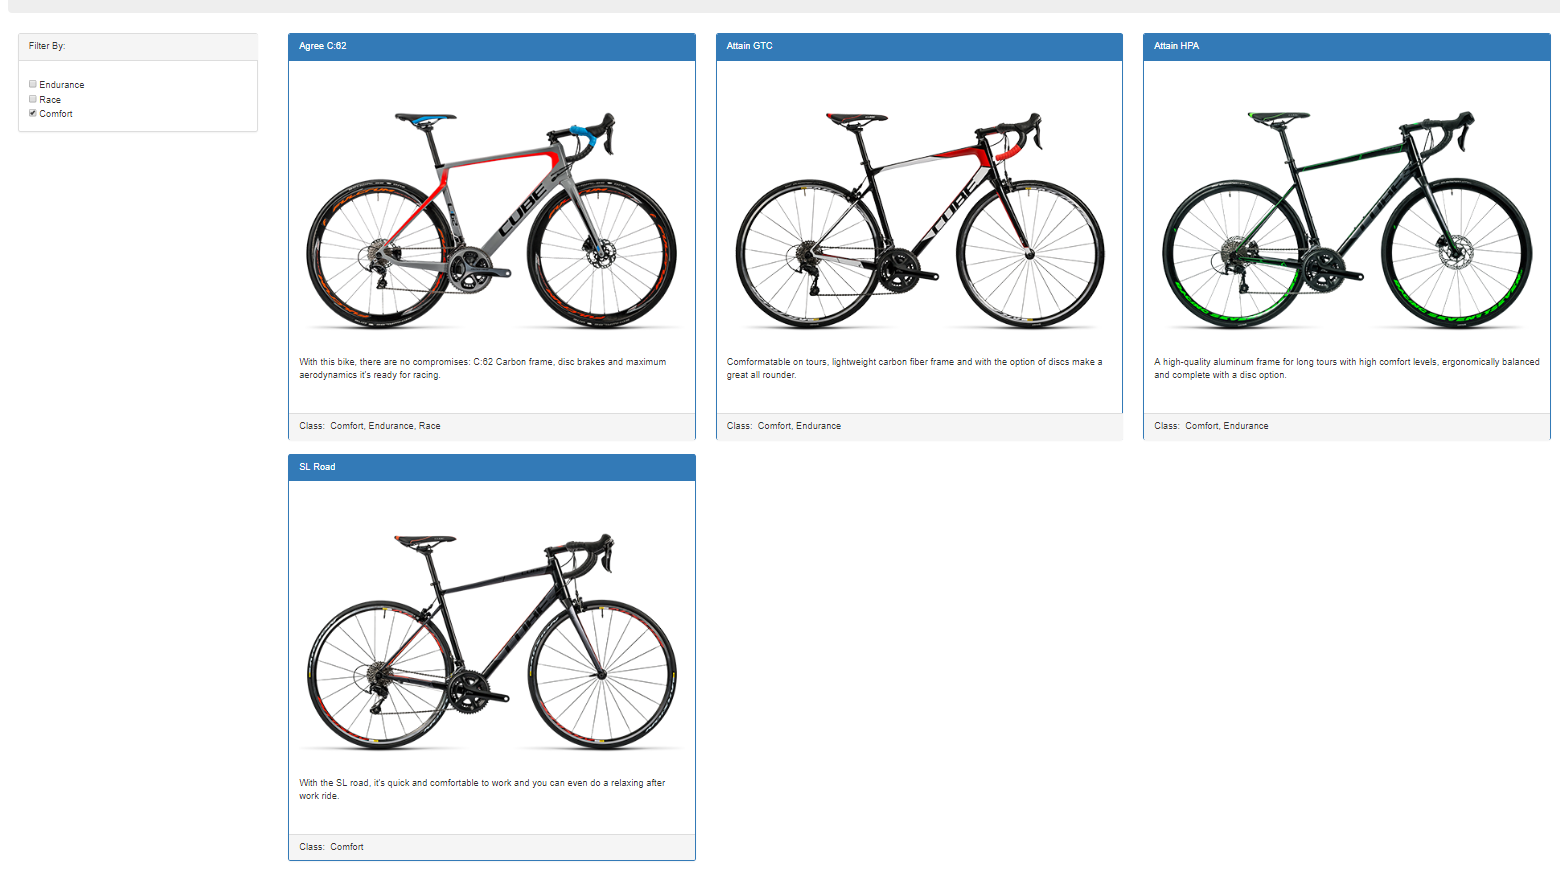 Filter By:
Endurance
Race
Comfort
Agree C:62
CUBE
C:62
With this bike, there are no compromises: C:62 Carbon frame, disc brakes and maximum
aerodynamics it's ready for racing.
Class: Comfort, Endurance, Race
Attain GTC
CUBE
Comformatable on tours, lightweight carbon fiber frame and with the option of discs make a
great all rounder.
Class: Comfort, Endurance
Attain HPA
CUBE
A high-quality aluminum frame for long tours with high comfort levels, ergonomically balanced
and complete with a disc option.
Class: Comfort, Endurance
SL Road
CUBE
With the SL road, it's quick and comfortable to work and you can even do a relaxing after
work ride.
Class: Comfort